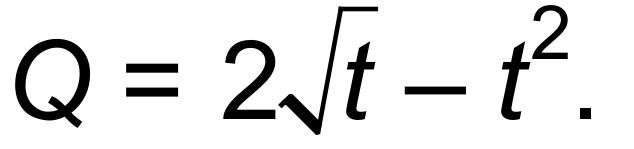 Q = 2√t − t².